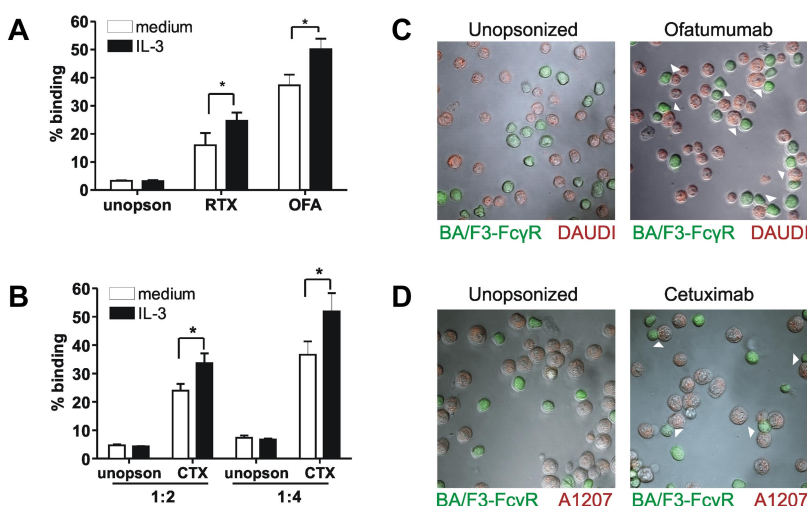 A
60
50
40
30
20
10
0
% binding
medium
IL-3
*
*
unopson
RTX
OFA
B
60
50
40
30
20
10
0
% binding
medium
IL-3
*
*
unopson
CTX
unopson
CTX
1:2
1:4
C
Unopsonized
Ofatumumab
BA/F3-FcγR DAUDI
BA/F3-FcγR DAUDI
D
Unopsonized
Cetuximab
BA/F3-FcγR A1207
BA/F3-FcγR A1207